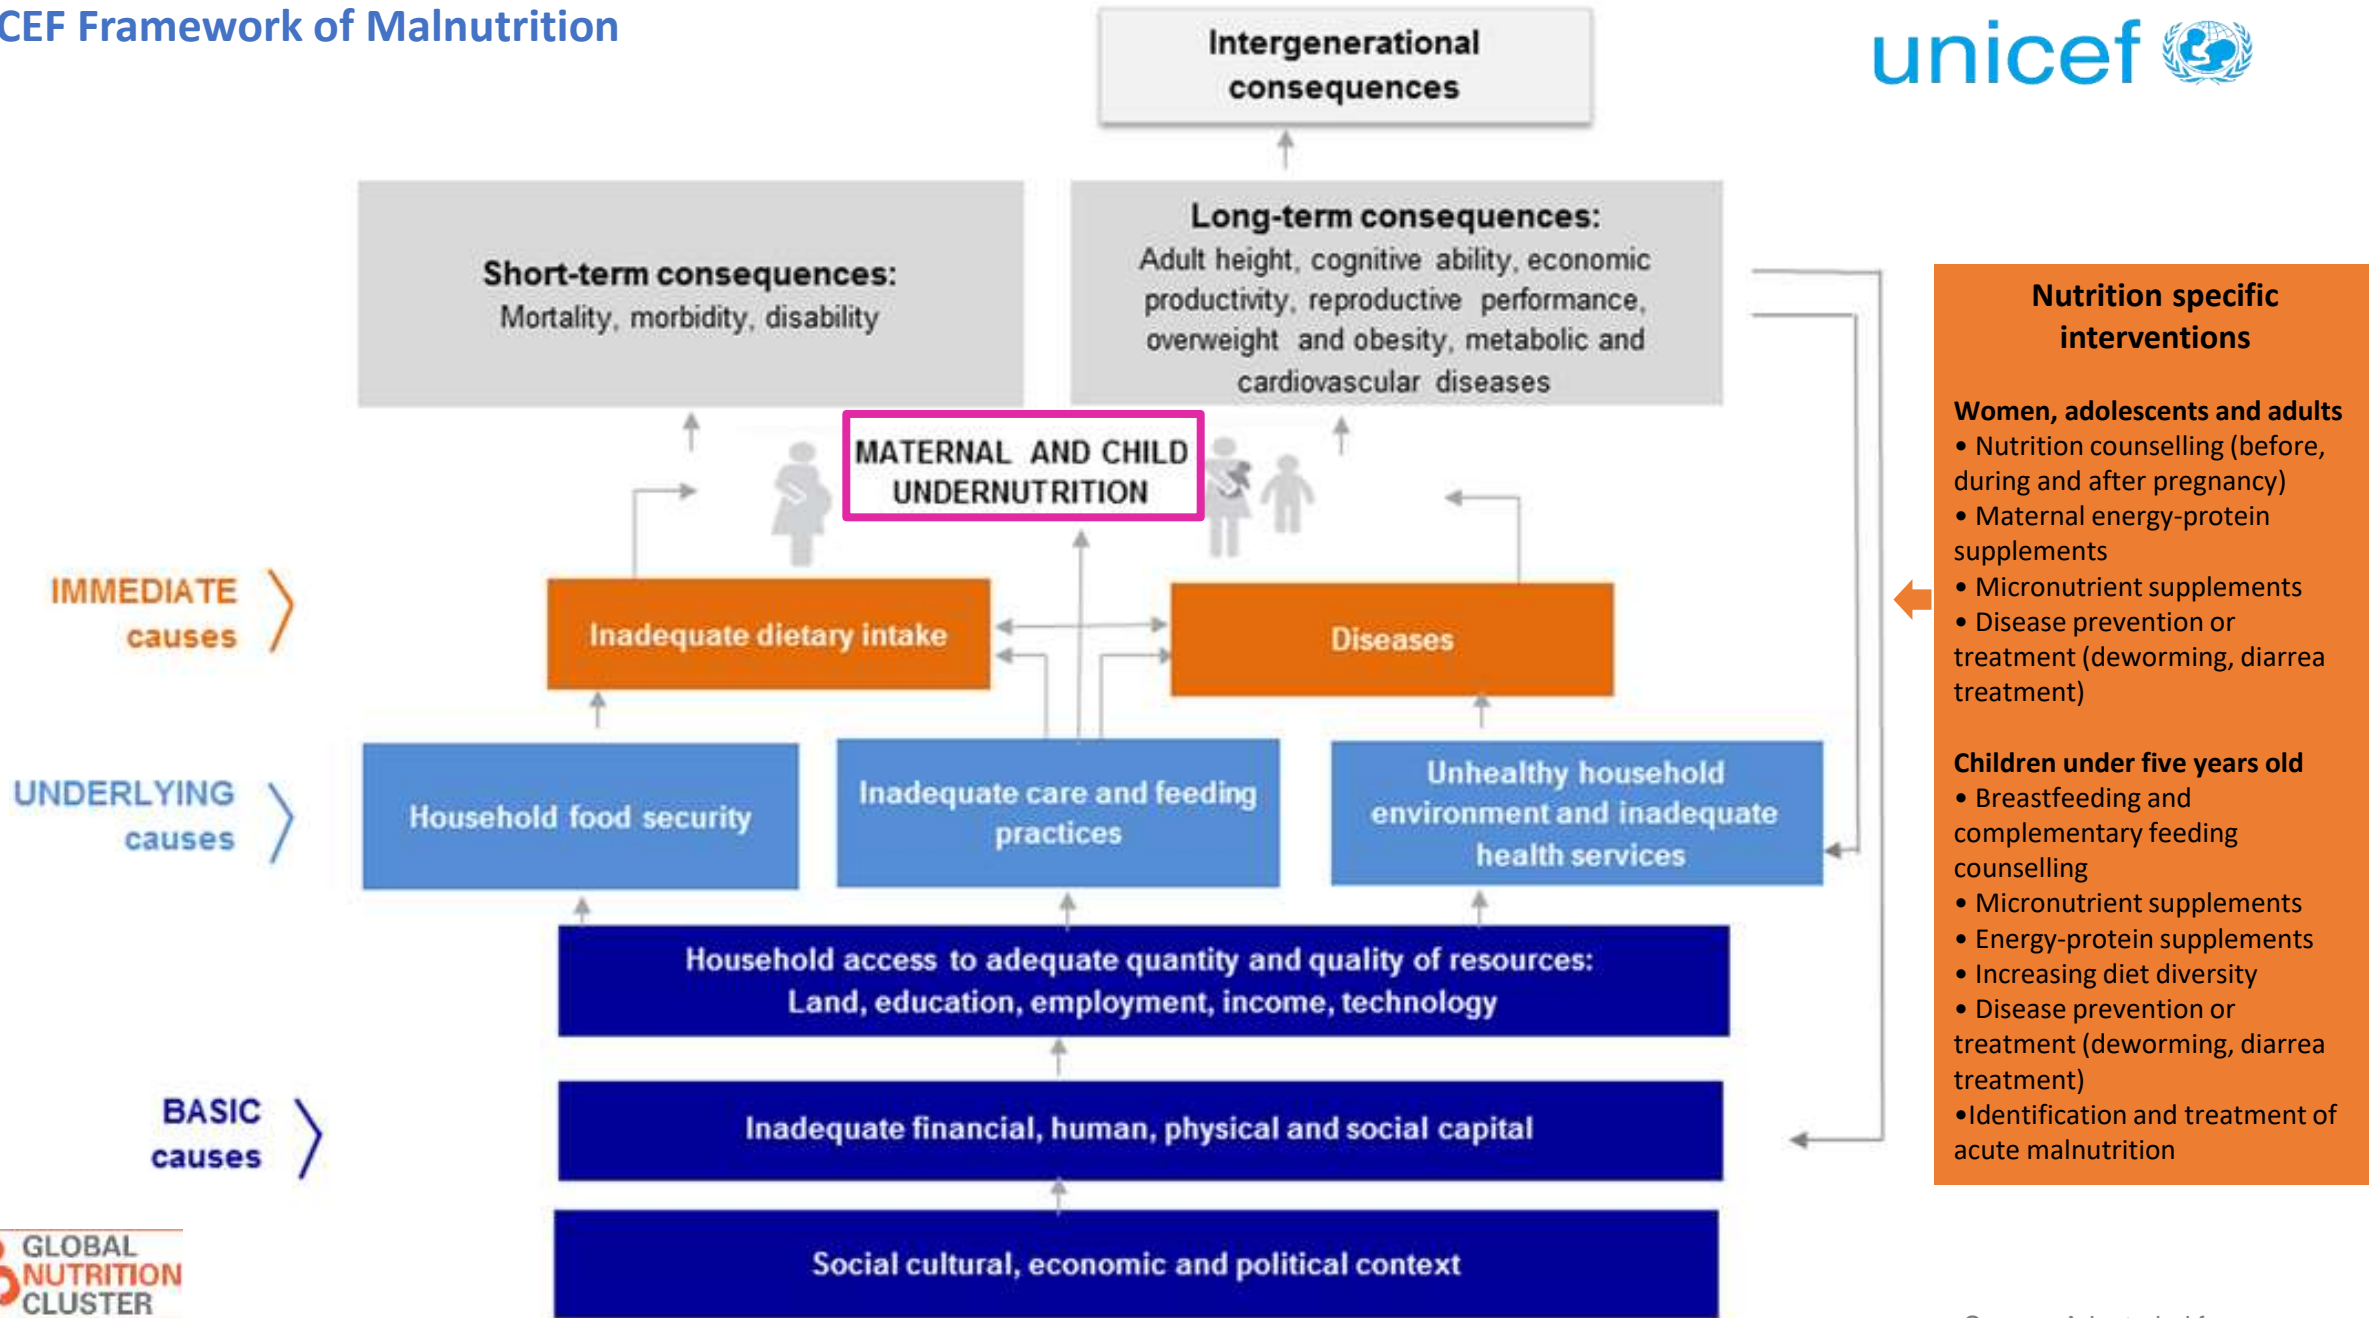 CEF Framework of Malnutrition
unicef
Intergenerational
consequences
Short-term consequences:
Mortality, morbidity, disability
Long-term consequences:
Adult height, cognitive ability, economic
productivity, reproductive performance,
overweight and obesity, metabolic and
cardiovascular diseases
MATERNAL AND CHILD
UNDERNUTRITION
IMMEDIATE
causes
Inadequate dietary intake
Diseases
UNDERLYING
causes
Household food security
Inadequate care and feeding
practices
Unhealthy household
environment and inadequate
health services
Household access to adequate quantity and quality of resources:
Land, education, employment, income, technology
BASIC
causes
Inadequate financial, human, physical and social capital
Social cultural, economic and political context
Nutrition specific
interventions
Women, adolescents and adults
• Nutrition counselling (before,
during and after pregnancy)
• Maternal energy-protein
supplements
• Micronutrient supplements
• Disease prevention or
treatment (deworming, diarrea
treatment)
Children under five years old
• Breastfeeding and
complementary feeding
counselling
• Micronutrient supplements
• Energy-protein supplements
• Increasing diet diversity
• Disease prevention or
treatment (deworming, diarrea
treatment)
•Identification and treatment of
acute malnutrition
GLOBAL
NUTRITION
CLUSTER